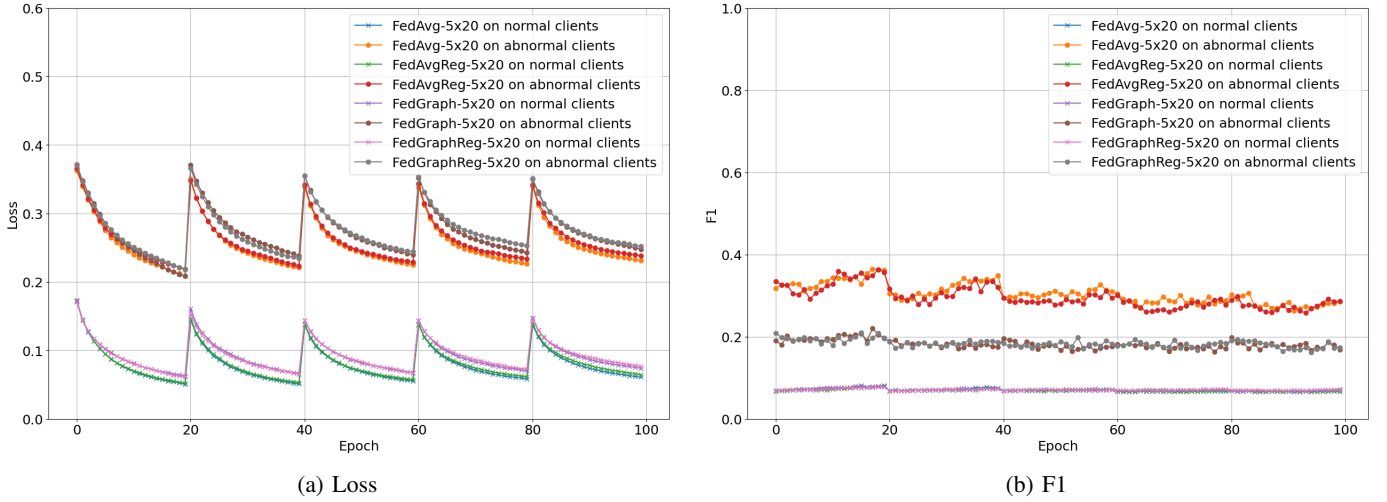 0.6
0.5
0.4
0.3
0.2
0.1
0.0
Loss
0 20 40 60 80 100
Epoch
FedAvg-5x20 on normal clients
FedAvg-5x20 on abnormal clients
FedAvgReg-5x20 on normal clients
FedAvgReg-5x20 on abnormal clients
FedGraph-5x20 on normal clients
FedGraph-5x20 on abnormal clients
FedGraphReg-5x20 on normal clients
FedGraphReg-5x20 on abnormal clients
(a) Loss
1.0
0.8
0.6
0.4
0.2
0.0
F1
0 20 40 60 80 100
Epoch
FedAvg-5x20 on normal clients
FedAvg-5x20 on abnormal clients
FedAvgReg-5x20 on normal clients
FedAvgReg-5x20 on abnormal clients
FedGraph-5x20 on normal clients
FedGraph-5x20 on abnormal clients
FedGraphReg-5x20 on normal clients
FedGraphReg-5x20 on abnormal clients
(b) F1